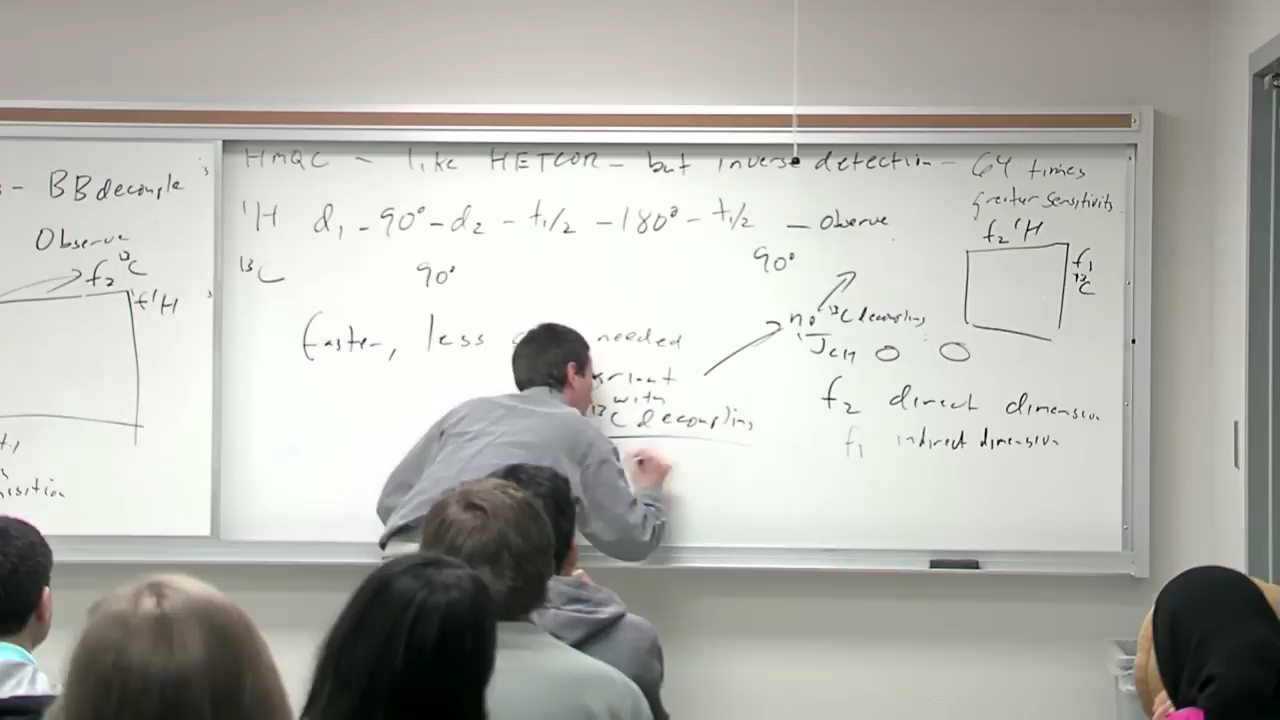 - BB decouple
Observe
f₂ ¹³C
f ¹H
HMQC - like HETCOR - but inverse detection - 64 times
greater sensitivity
¹H d₁ - 90° - d₂ - t₁/2 - 180° - t₁/2 - Observe
¹³C 90° 90°
f₂ ¹H
f₁
¹³C
Faster, less needed
no ¹³C decoupling
¹J_CH
with
¹³C decoupling
f₂ direct dimension
f₁ indirect dimension